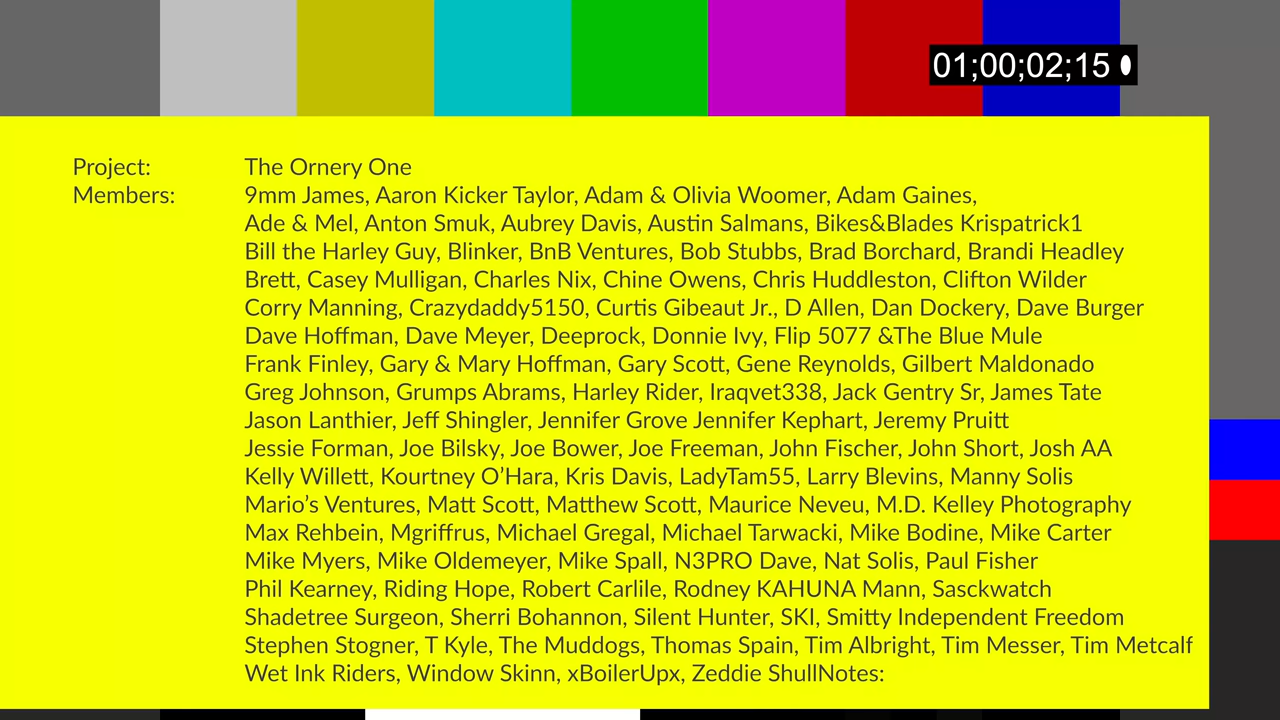 01;00;02;15
Project: The Ornery One
Members: 9mm James, Aaron Kicker Taylor, Adam & Olivia Woomer, Adam Gaines,
Ade & Mel, Anton Smuk, Aubrey Davis, Austin Salmans, Bikes&Blades Krispatrick1
Bill the Harley Guy, Blinker, BnB Ventures, Bob Stubbs, Brad Borchard, Brandi Headley
Brett, Casey Mulligan, Charles Nix, Chine Owens, Chris Huddleston, Clifton Wilder
Corry Manning, Crazydaddy5150, Curtis Gibeaut Jr., D Allen, Dan Dockery, Dave Burger
Dave Hoffman, Dave Meyer, Deeprock, Donnie Ivy, Flip 5077 &The Blue Mule
Frank Finley, Gary & Mary Hoffman, Gary Scott, Gene Reynolds, Gilbert Maldonado
Greg Johnson, Grumps Abrams, Harley Rider, Iraqvet338, Jack Gentry Sr, James Tate
Jason Lanthier, Jeff Shingler, Jennifer Grove Jennifer Kephart, Jeremy Pruitt
Jessie Forman, Joe Bilsky, Joe Bower, Joe Freeman, John Fischer, John Short, Josh AA
Kelly Willett, Kourtney O’Hara, Kris Davis, LadyTam55, Larry Blevins, Manny Solis
Mario’s Ventures, Matt Scott, Matthew Scott, Maurice Neveu, M.D. Kelley Photography
Max Rehbein, Mgriffrus, Michael Gregal, Michael Tarwacki, Mike Bodine, Mike Carter
Mike Myers, Mike Oldemeyer, Mike Spall, N3PRO Dave, Nat Solis, Paul Fisher
Phil Kearney, Riding Hope, Robert Carlile, Rodney KAHUNA Mann, Sasckwatch
Shadetree Surgeon, Sherri Bohannon, Silent Hunter, SKI, Smitty Independent Freedom
Stephen Stogner, T Kyle, The Muddogs, Thomas Spain, Tim Albright, Tim Messer, Tim Metcalf
Wet Ink Riders, Window Skinn, xBoilerUpx, Zeddie ShullNotes: